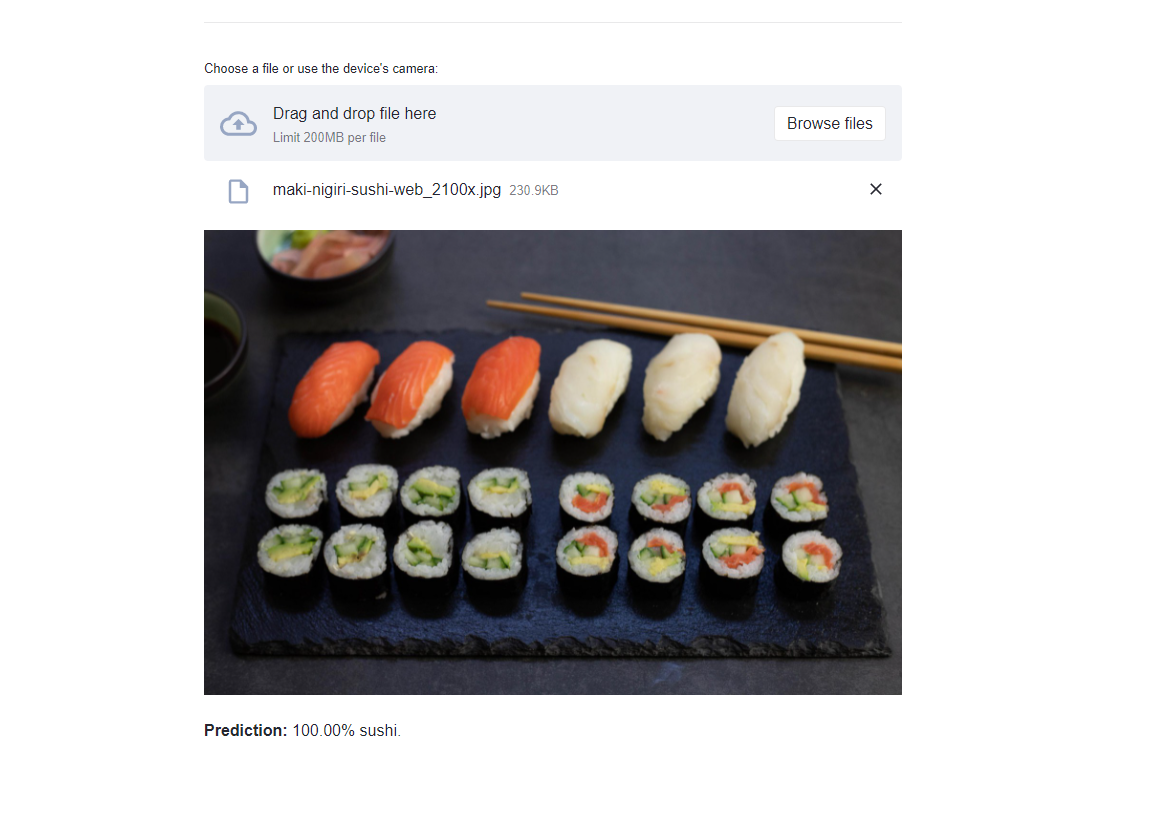 Choose a file or use the device's camera:
Drag and drop file here
Limit 200MB per file
Browse files
maki-nigiri-sushi-web_2100x.jpg 230.9KB
Prediction: 100.00% sushi.